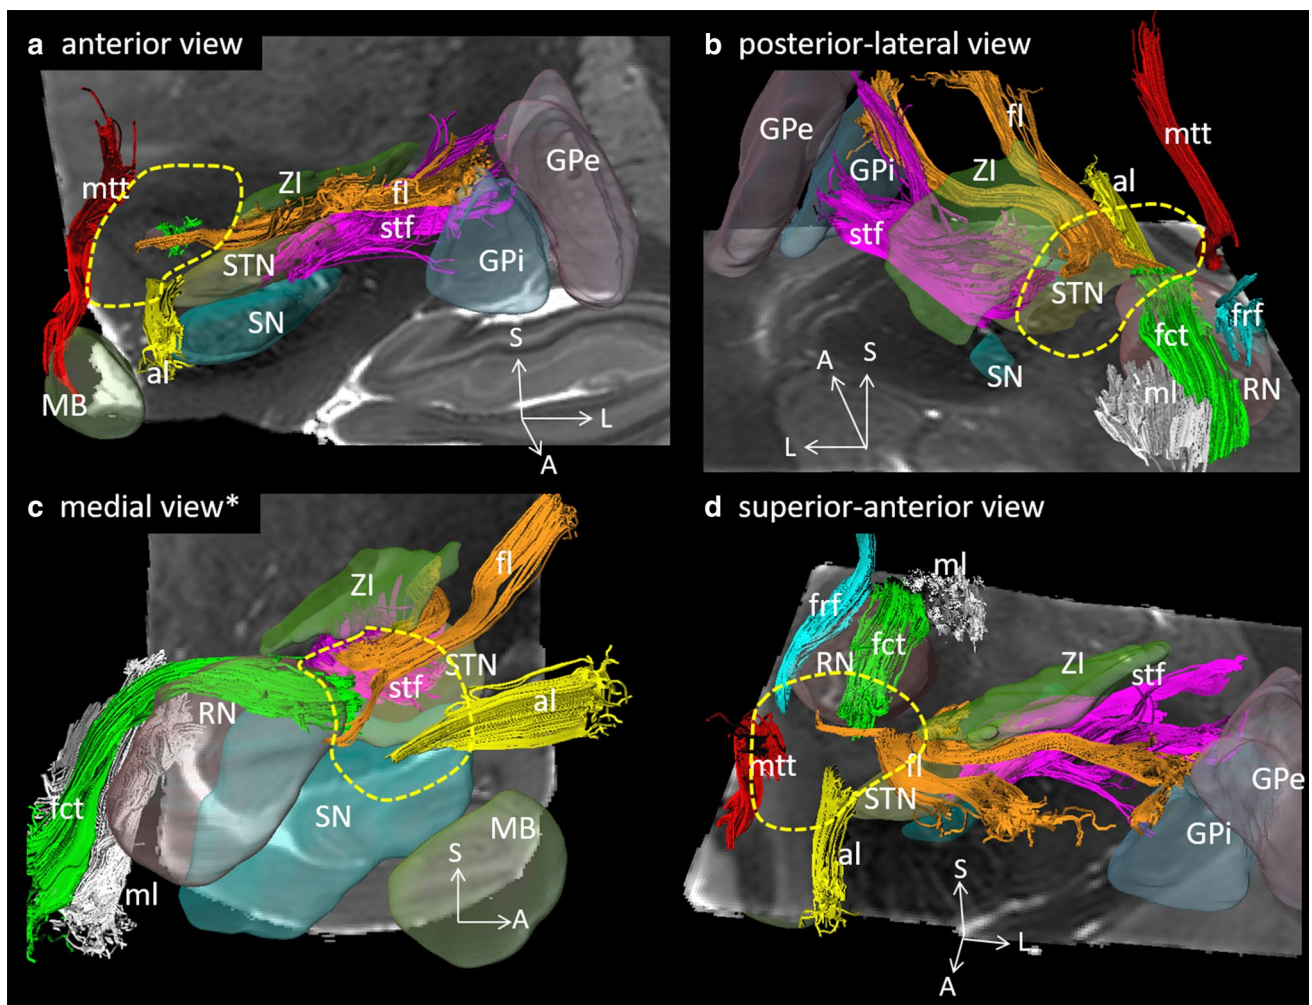 a anterior view
mtt
ZI
fl
stf
GPe
STN
GPi
SN
al
MB
S
L
A
b posterior-lateral view
GPe
GPi
fl
ZI
al
mtt
stf
STN
fct
frf
SN
ml
RN
A
S
L
c medial view*
ZI
fl
STN
stf
al
RN
fct
SN
MB
ml
S
A
d superior-anterior view
ml
frf
fct
RN
ZI
stf
mtt
fl
STN
GPe
GPi
al
S
L
A